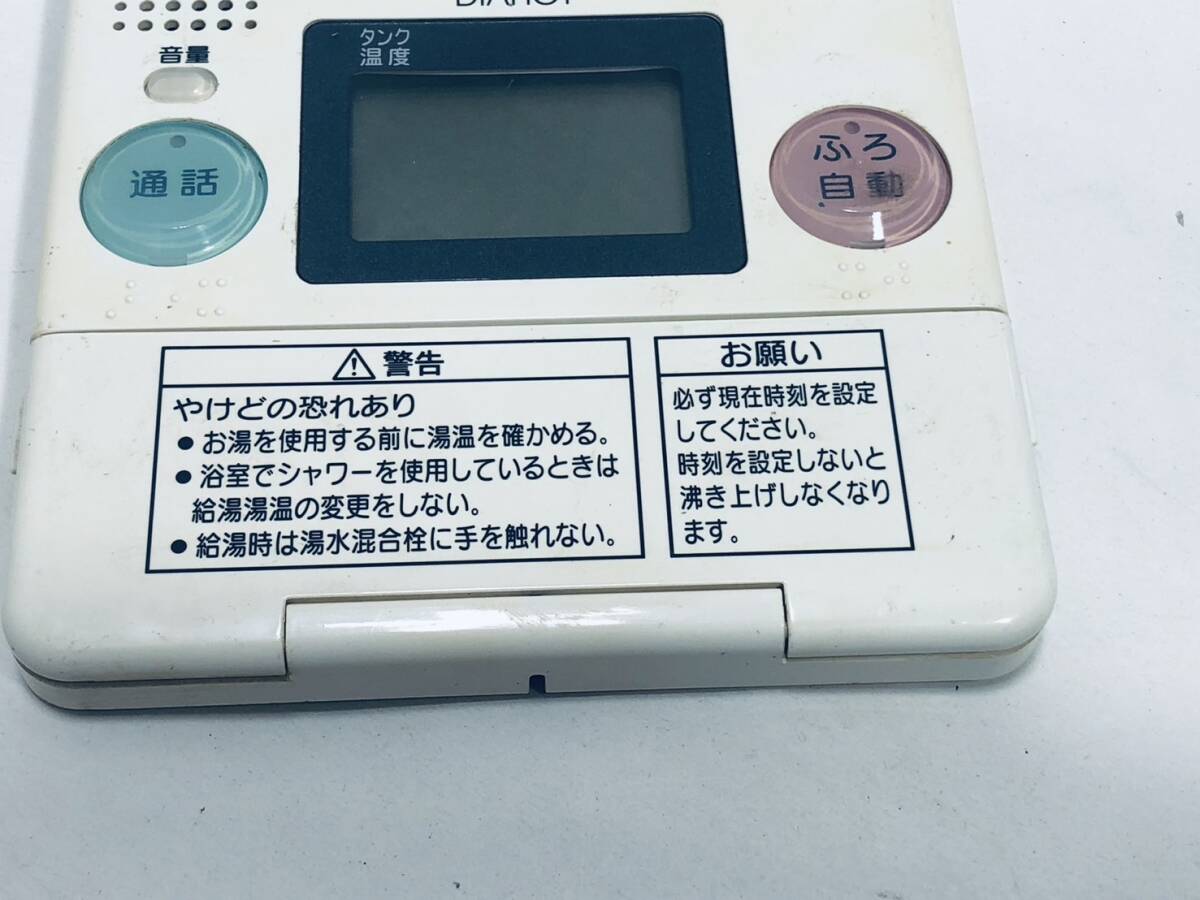 DIAHOT
タンク
温度
音量
通話
ふろ
自動
警告
やけどの恐れあり
● お湯を使用する前に湯温を確かめる。
● 浴室でシャワーを使用しているときは
給湯湯温の変更をしない。
● 給湯時は湯水混合栓に手を触れない。
お願い
必ず現在時刻を設定
してください。
時刻を設定しないと
沸き上げしなくなり
ます。